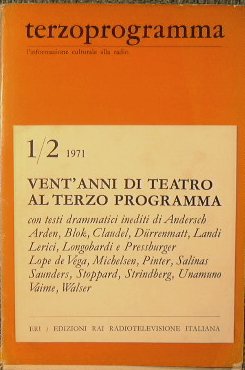 terzoprogramma
l'informazione culturale alla radio
1/2 1971
VENT'ANNI DI TEATRO
AL TERZO PROGRAMMA
con testi drammatici inediti di Andersch
Arden, Blok, Claudel, Dürrenmatt, Landi
Lerici, Longobardi e Pressburger
Lope de Vega, Michelsen, Pinter, Salinas
Saunders, Stoppard, Strindberg, Unamuno
Vaime, Walser
ERI / EDIZIONI RAI RADIOTELEVISIONE ITALIANA